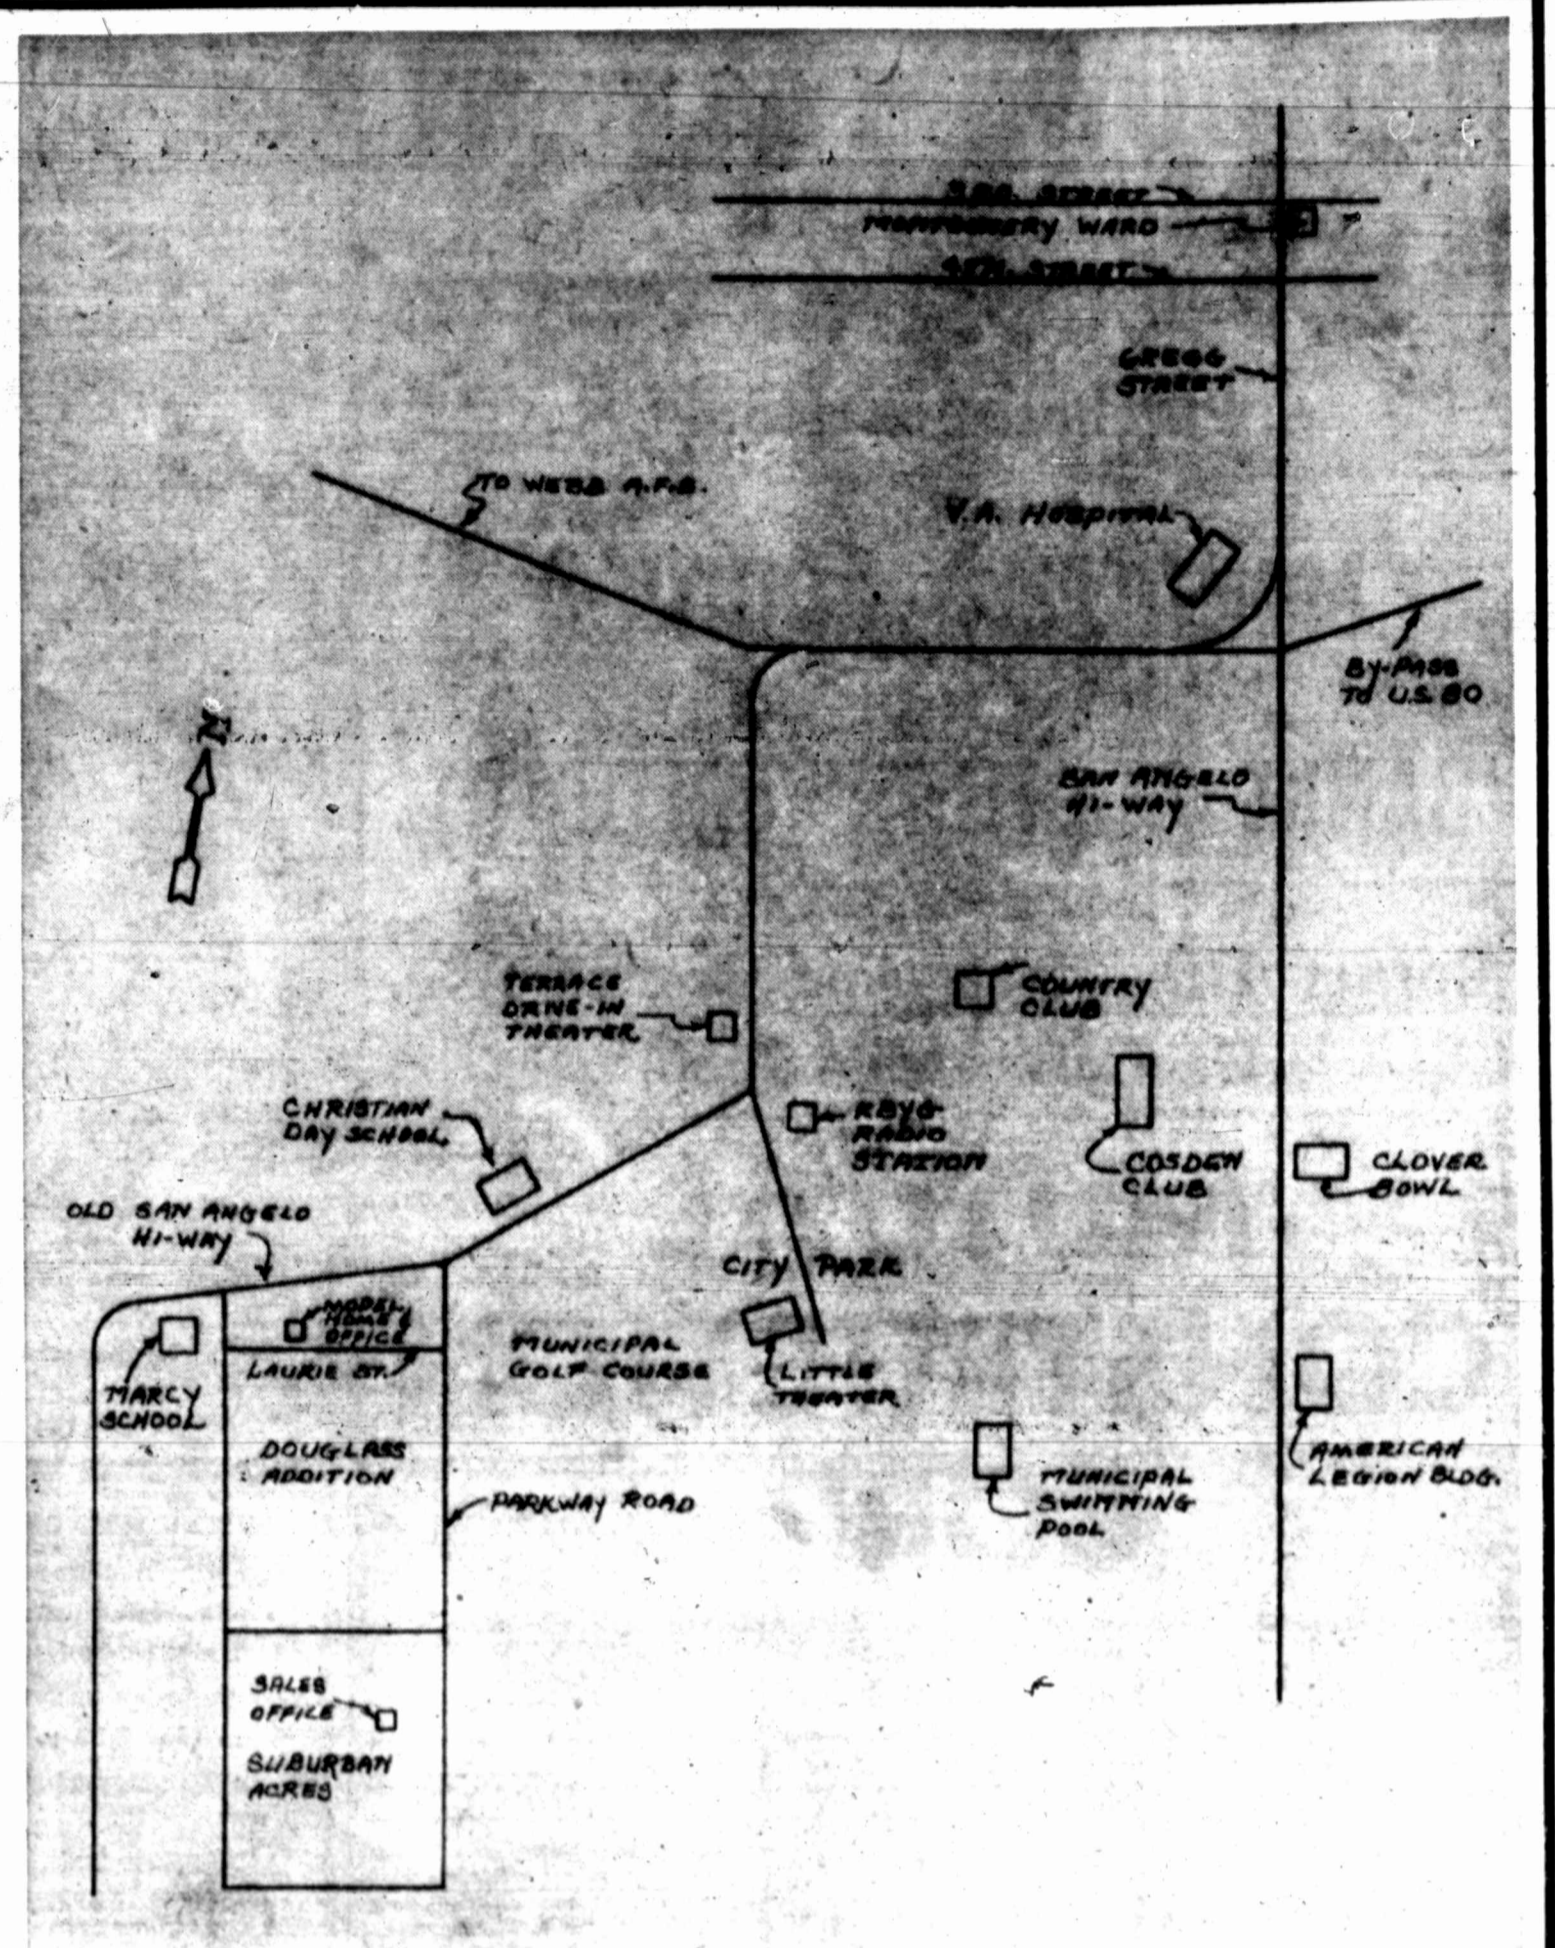 3RD. STREET
MONTGOMERY WARD
4TH. STREET
GREGG
STREET
TO WEBB A.F.B.
V.A. HOSPITAL
BY-PASS
TO U.S. 80
N
SAN ANGELO
HI-WAY
TERRACE
DRIVE-IN
THEATER
COUNTRY
CLUB
CHRISTIAN
DAY SCHOOL
KBYG
RADIO
STATION
COSDEN
CLUB
CLOVER
BOWL
OLD SAN ANGELO
HI-WAY
CITY PARK
MODEL
HOME &
OFFICE
LAURIE ST.
MUNICIPAL
GOLF COURSE
LITTLE
THEATER
MARCY
SCHOOL
DOUGLASS
ADDITION
AMERICAN
LEGION BLDG.
MUNICIPAL
SWIMMING
POOL
PARKWAY ROAD
SALES
OFFICE
SUBURBAN
ACRES